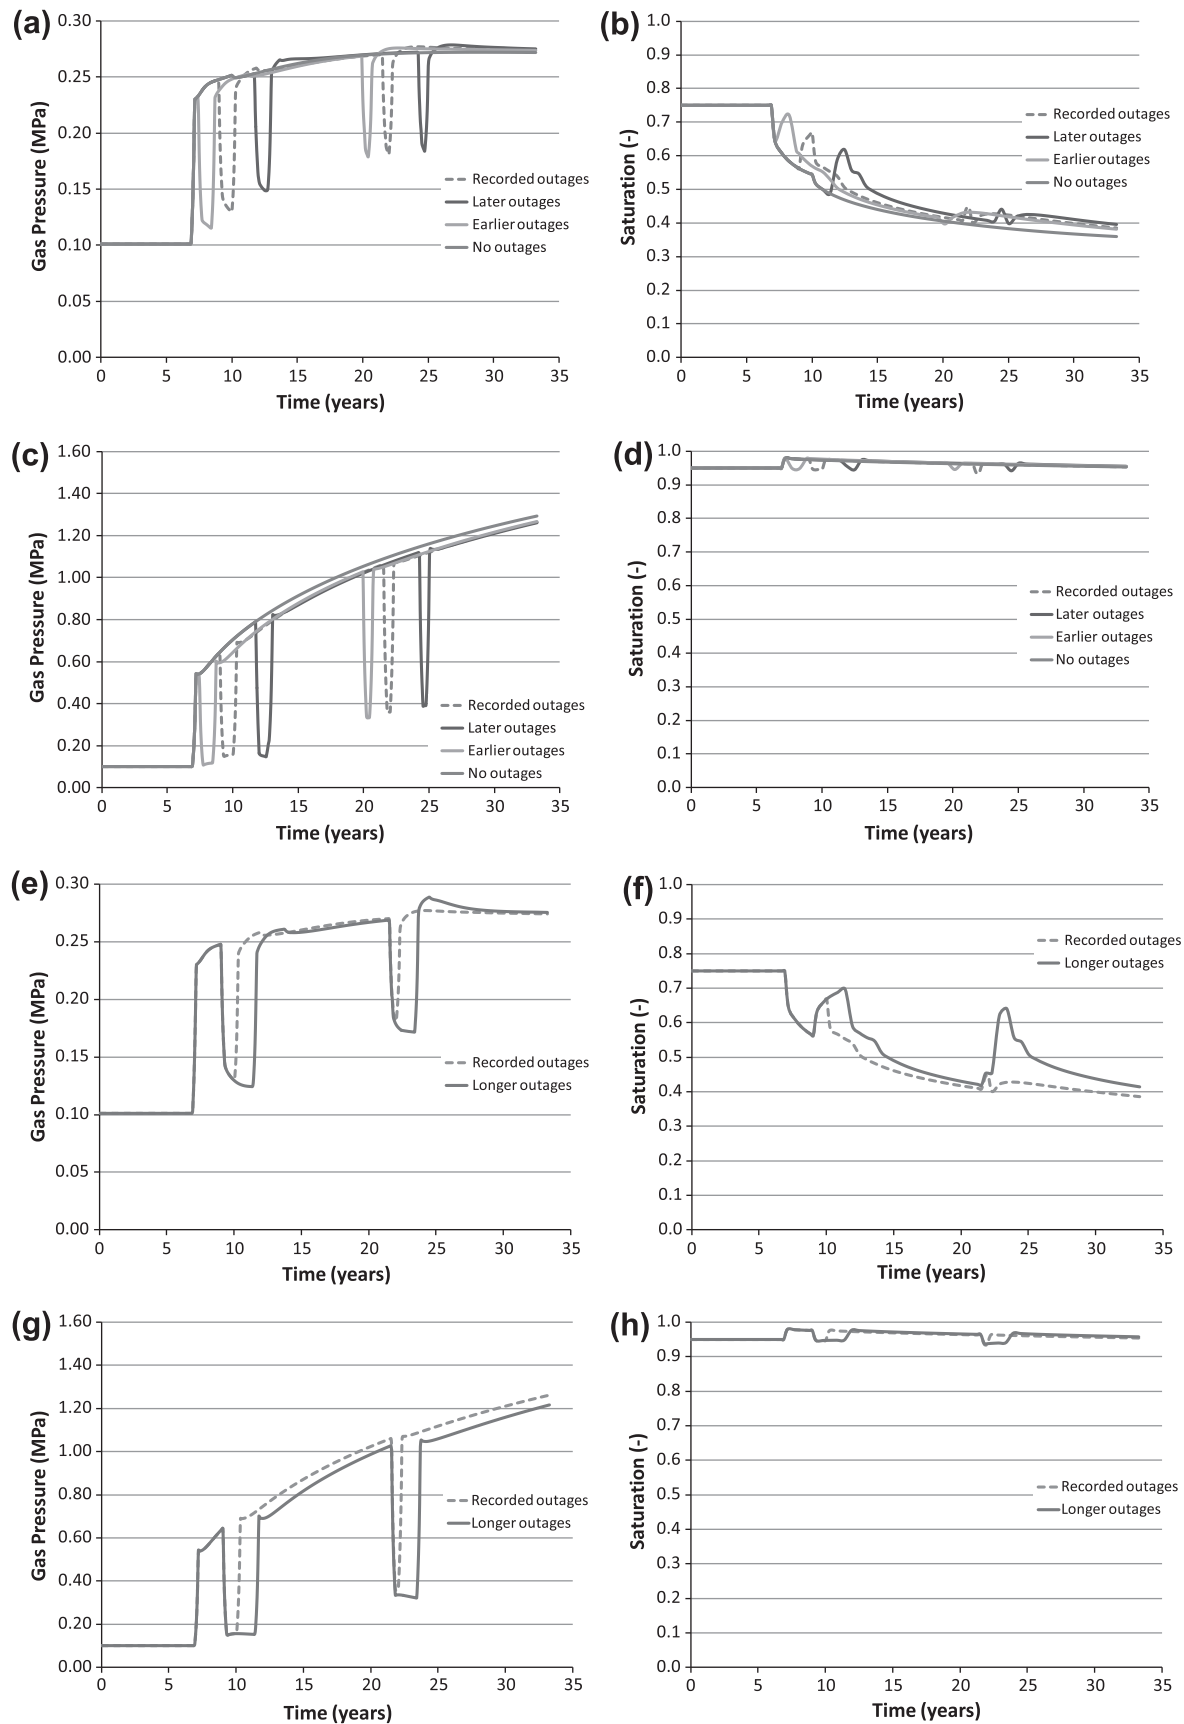 (a)
0.30
0.25
0.20
0.15
0.10
0.05
0.00
Gas Pressure (MPa)
Recorded outages
Later outages
Earlier outages
No outages
0 5 10 15 20 25 30 35
Time (years)
(b)
1.0
0.9
0.8
0.7
0.6
0.5
0.4
0.3
0.2
0.1
0.0
Saturation (-)
Recorded outages
Later outages
Earlier outages
No outages
0 5 10 15 20 25 30 35
Time (years)
(c)
1.60
1.40
1.20
1.00
0.80
0.60
0.40
0.20
0.00
Gas Pressure (MPa)
Recorded outages
Later outages
Earlier outages
No outages
0 5 10 15 20 25 30 35
Time (years)
(d)
1.0
0.9
0.8
0.7
0.6
0.5
0.4
0.3
0.2
0.1
0.0
Saturation (-)
Recorded outages
Later outages
Earlier outages
No outages
0 5 10 15 20 25 30 35
Time (years)
(e)
0.30
0.25
0.20
0.15
0.10
0.05
0.00
Gas Pressure (MPa)
Recorded outages
Longer outages
0 5 10 15 20 25 30 35
Time (years)
(f)
1.0
0.9
0.8
0.7
0.6
0.5
0.4
0.3
0.2
0.1
0.0
Saturation (-)
Recorded outages
Longer outages
0 5 10 15 20 25 30 35
Time (years)
(g)
1.60
1.40
1.20
1.00
0.80
0.60
0.40
0.20
0.00
Gas Pressure (MPa)
Recorded outages
Longer outages
0 5 10 15 20 25 30 35
Time (years)
(h)
1.0
0.9
0.8
0.7
0.6
0.5
0.4
0.3
0.2
0.1
0.0
Saturation (-)
Recorded outages
Longer outages
0 5 10 15 20 25 30 35
Time (years)